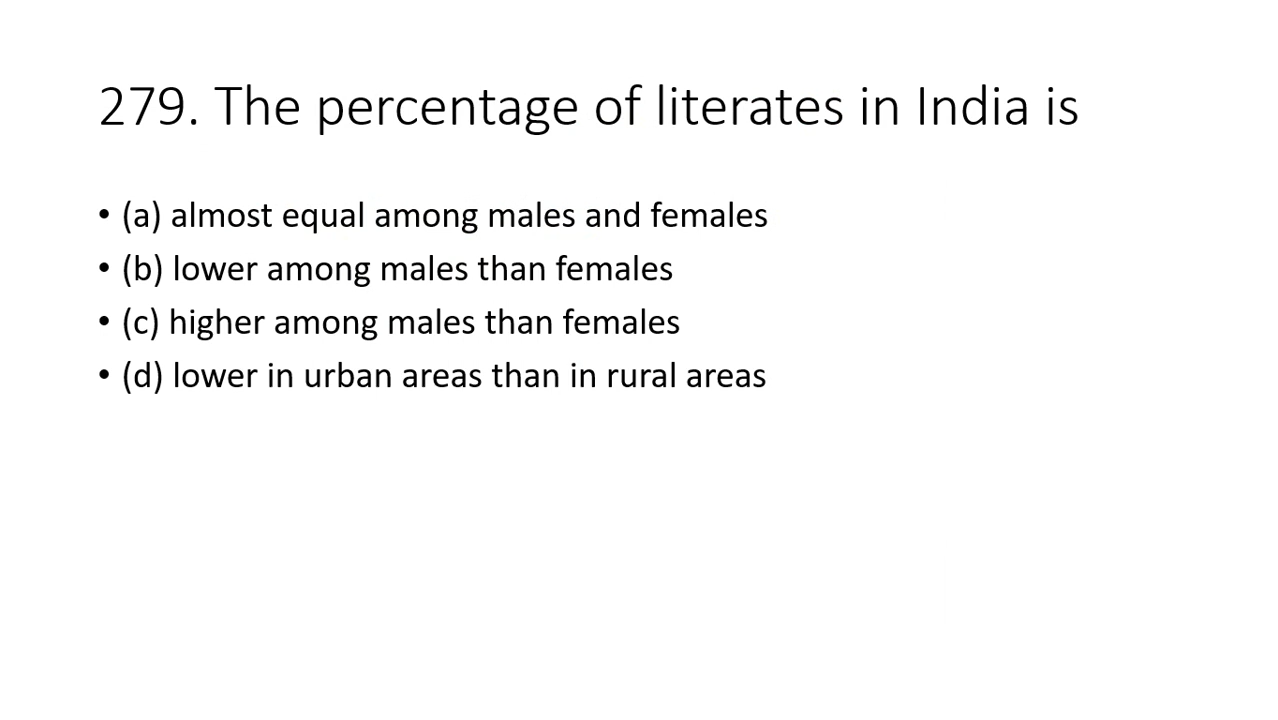 279. The percentage of literates in India is
• (a) almost equal among males and females
• (b) lower among males than females
• (c) higher among males than females
• (d) lower in urban areas than in rural areas